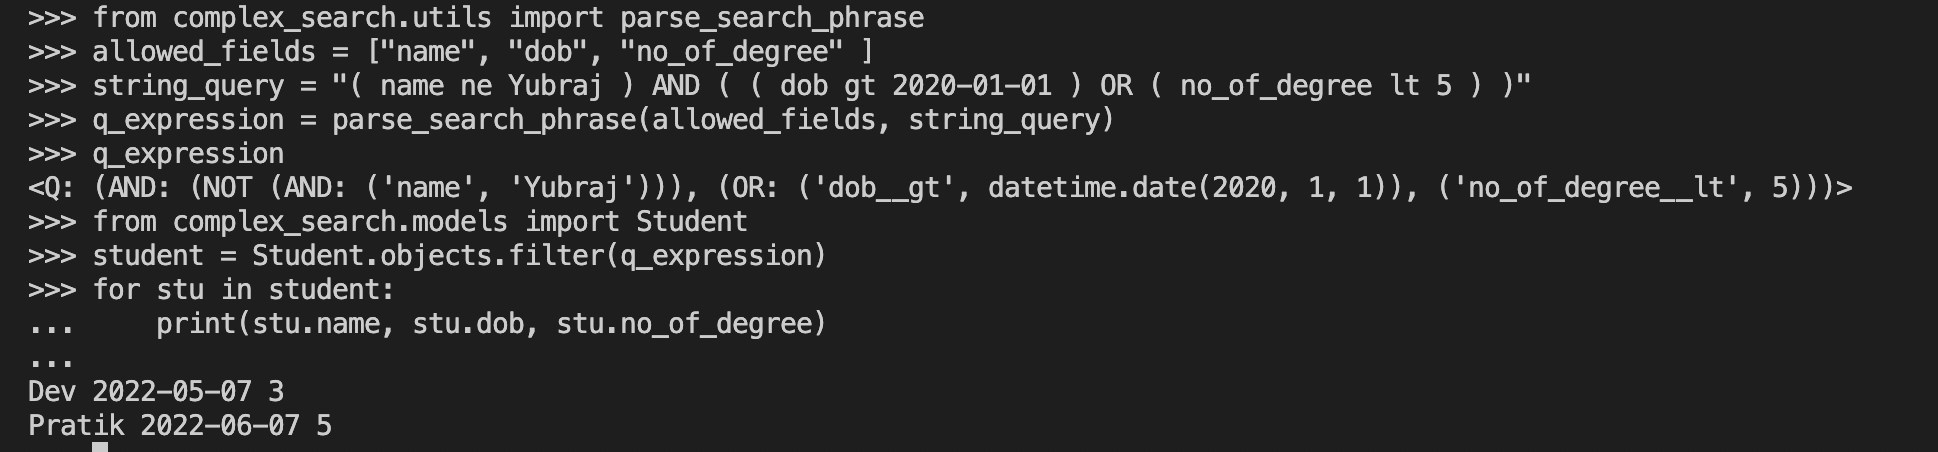 >>> from complex_search.utils import parse_search_phrase
>>> allowed_fields = ["name", "dob", "no_of_degree" ]
>>> string_query = "( name ne Yubraj ) AND ( ( dob gt 2020-01-01 ) OR ( no_of_degree lt 5 ) )"
>>> q_expression = parse_search_phrase(allowed_fields, string_query)
>>> q_expression
<Q: (AND: (NOT (AND: ('name', 'Yubraj'))), (OR: ('dob__gt', datetime.date(2020, 1, 1)), ('no_of_degree__lt', 5)))>
>>> from complex_search.models import Student
>>> student = Student.objects.filter(q_expression)
>>> for stu in student:
...     print(stu.name, stu.dob, stu.no_of_degree)
...
Dev 2022-05-07 3
Pratik 2022-06-07 5